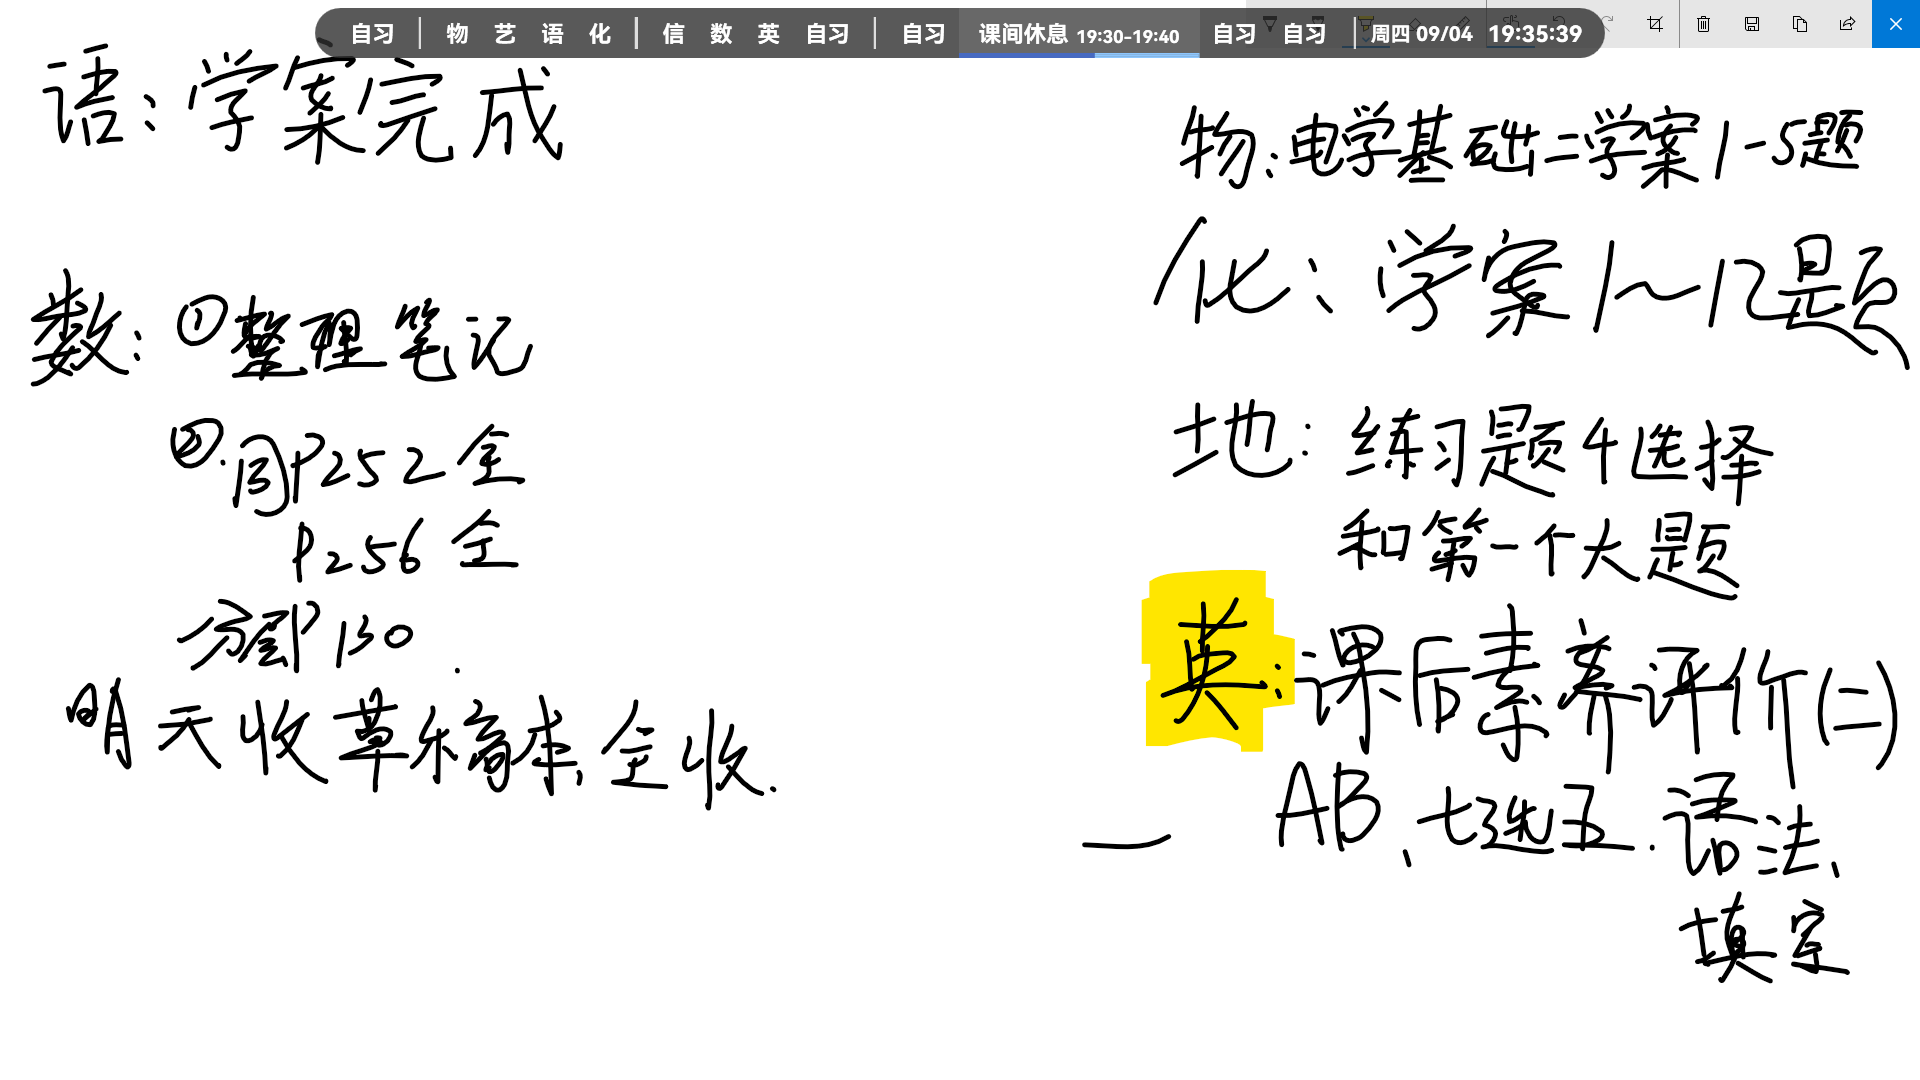 自习 | 物 艺 语 化 | 信 数 英 自习 | 自习 课间休息 19:30-19:40 自习 自习 | 周四 09/04 19:35:39
语:学案完成
数:①整理笔记
②.同P252全
P256全
分层P130.
明天收草稿本,全收.
物:电学基础二学案1-5题
化:学案1~12题
地:练习题4选择
和第一个大题
英:课后素养评价(二)
AB、七选五.语法、
填空